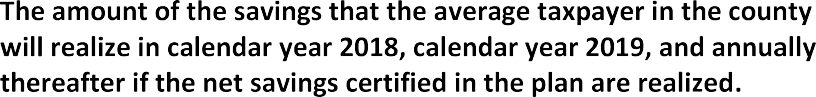 The amount of the savings that the average taxpayer in the county
will realize in calendar year 2018, calendar year 2019, and annually
thereafter if the net savings certified in the plan are realized.